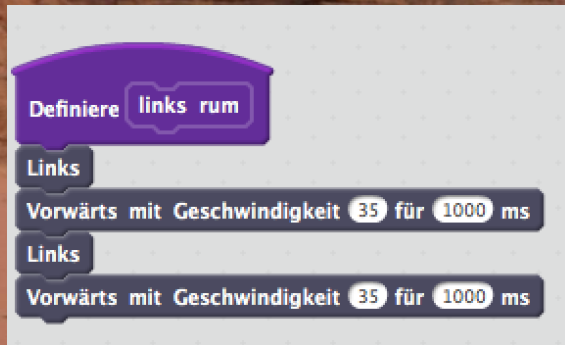 Definiere links rum
Links
Vorwärts mit Geschwindigkeit 35 für 1000 ms
Links
Vorwärts mit Geschwindigkeit 35 für 1000 ms